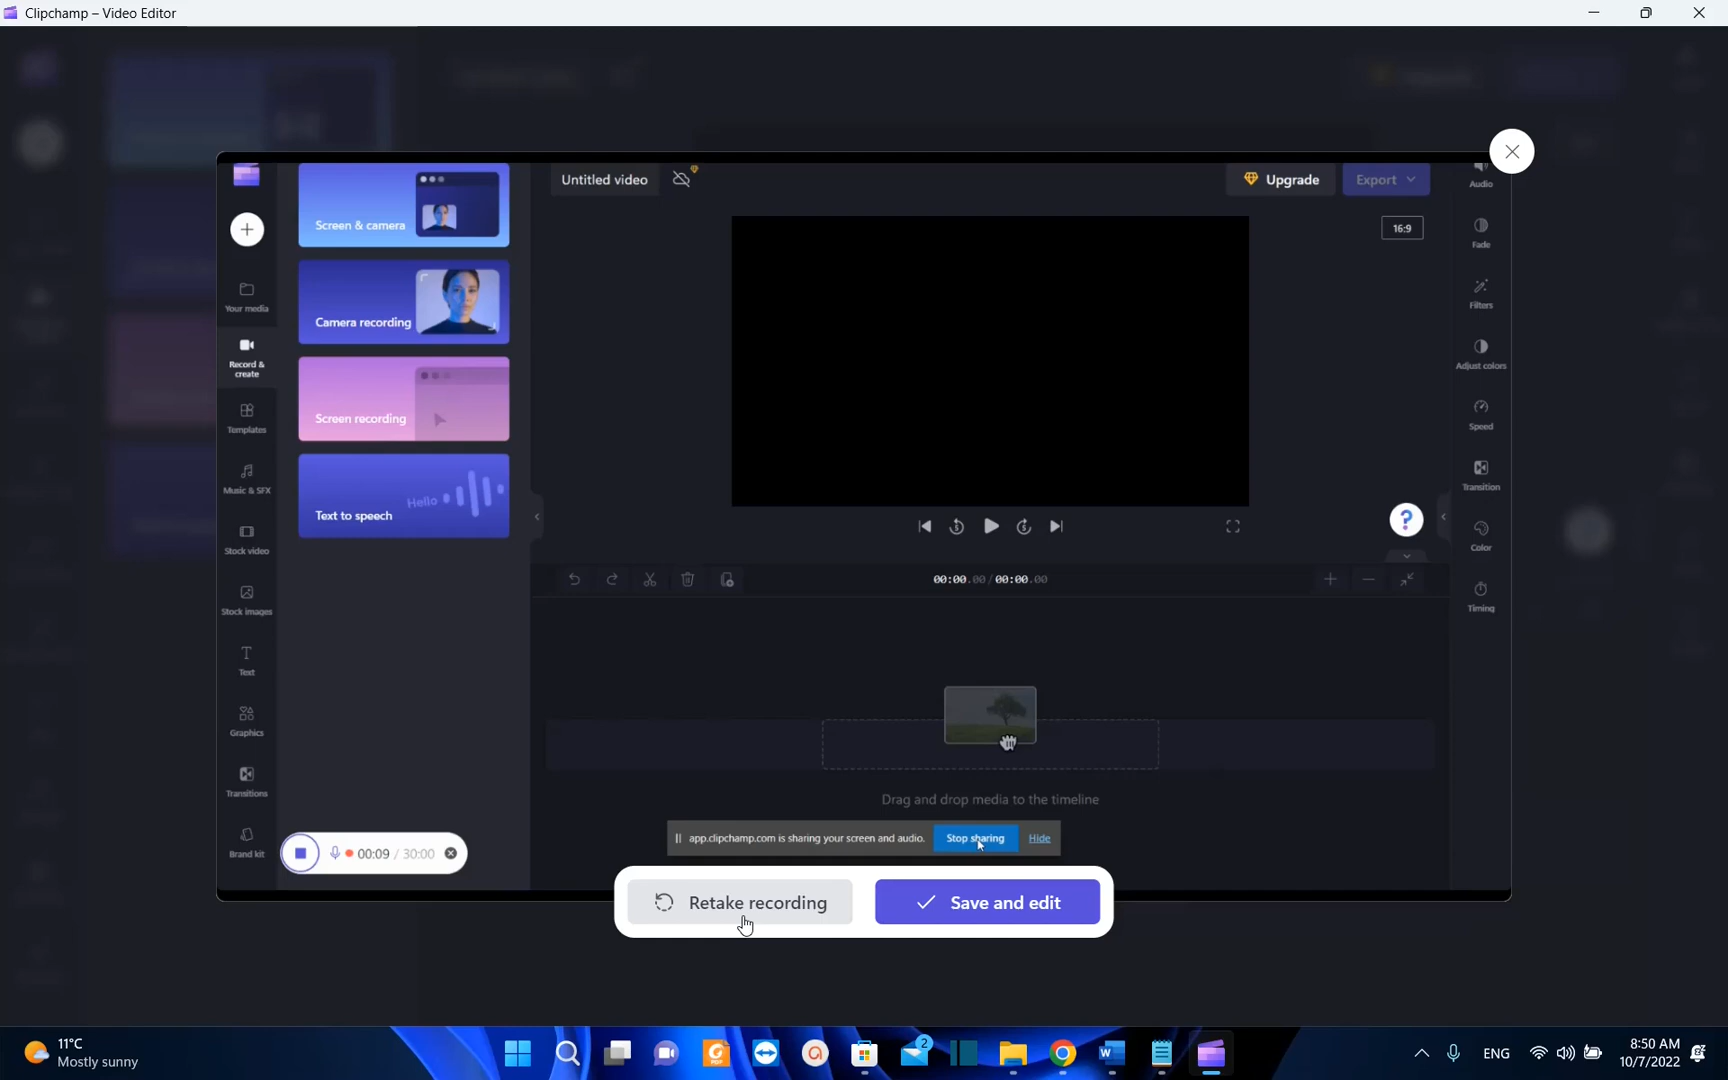 Clipchamp – Video Editor
Untitled video
Upgrade
Export
16:9
Screen & camera
Camera recording
Screen recording
Hello
Text to speech
Your media
Record &
create
Templates
Music & SFX
Stock video
Stock images
Text
Graphics
Transitions
Brand kit
Audio
Fade
Filters
Adjust colors
Speed
Transition
Color
Timing
?
00:00.00 / 00:00.00
Drag and drop media to the timeline
app.clipchamp.com is sharing your screen and audio.
Stop sharing
Hide
00:09 / 30:00
Retake recording
Save and edit
11°C
Mostly sunny
2
ENG
8:50 AM
10/7/2022